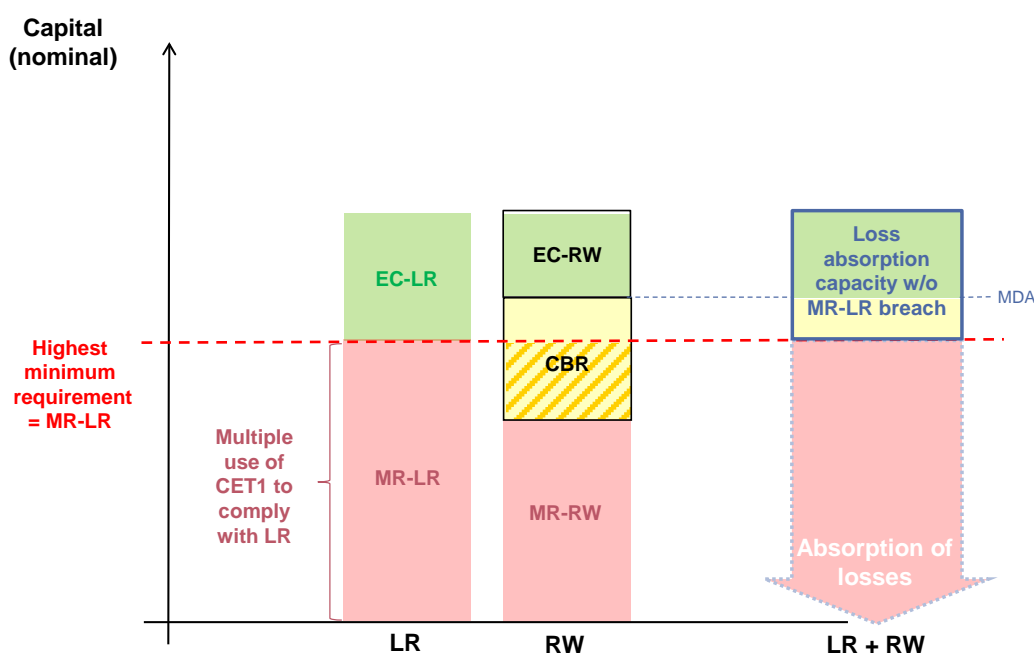 Capital
(nominal)
EC-LR
EC-RW
Loss
absorption
capacity w/o
MR-LR breach
MDA
Highest
minimum
requirement
= MR-LR
CBR
Multiple
use of
CET1 to
comply
with LR
MR-LR
MR-RW
Absorption of
losses
LR
RW
LR + RW